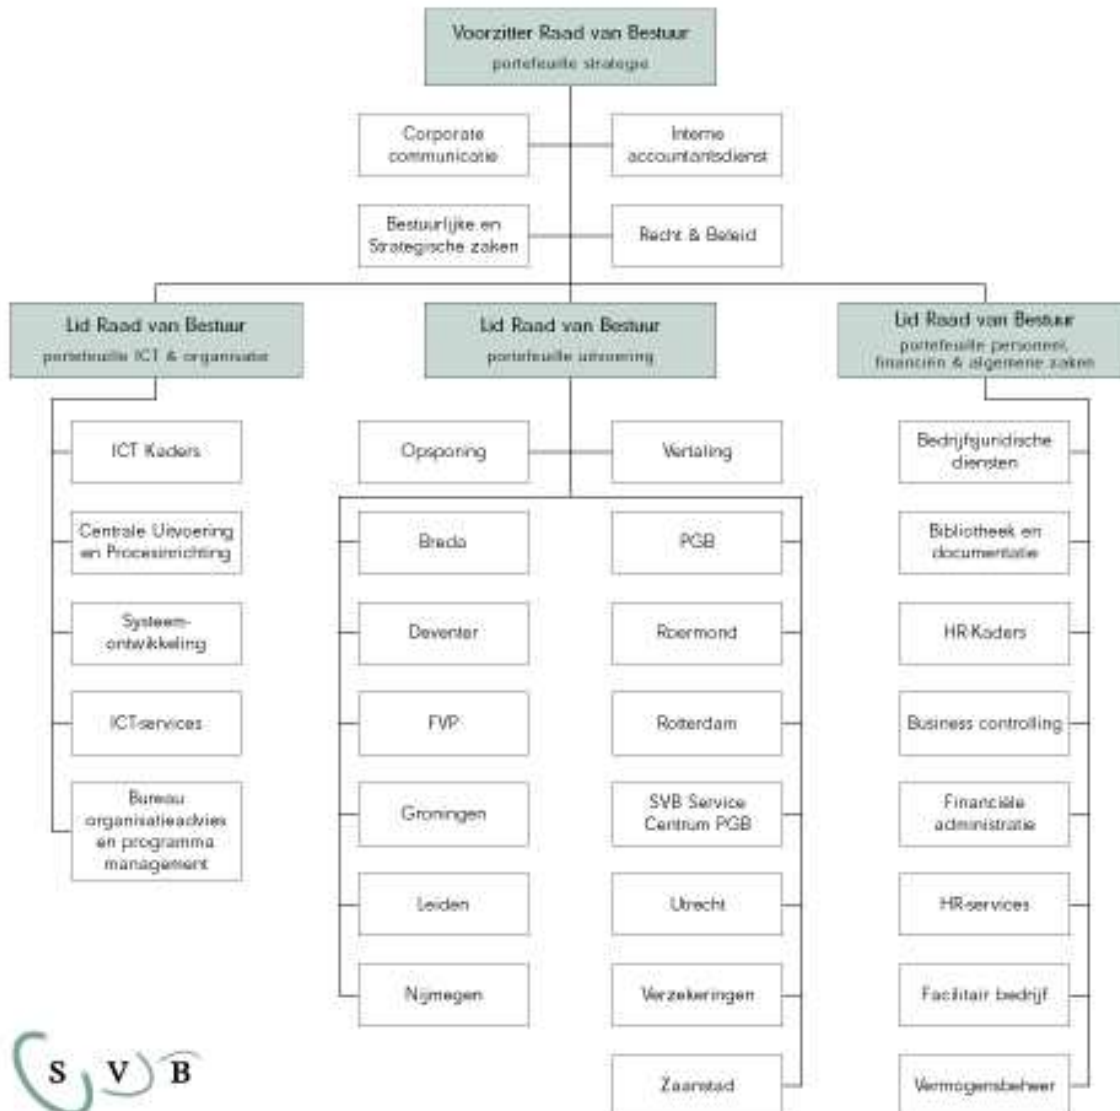 Voorzitter Raad van Bestuur
portefeuille strategie
Corporate
communicatie
Interne
accountantsdienst
Bestuurlijke en
Strategische zaken
Recht & Beleid
Lid Raad van Bestuur
portefeuille ICT & organisatie
Lid Raad van Bestuur
portefeuille uitvoering
Lid Raad van Bestuur
portefeuille personeel,
financiën & algemene zaken
ICT Kaders
Centrale Uitvoering
en Procesinrichting
Systeem-
ontwikkeling
ICT-services
Bureau
organisatieadvies
en programma
management
Opsporing
Vertaling
Breda
Deventer
FVP
Groningen
Leiden
Nijmegen
PGB
Roermond
Rotterdam
SVB Service
Centrum PGB
Utrecht
Verzekeringen
Zaanstad
Bedrijfsjuridische
diensten
Bibliotheek en
documentatie
HR-Kaders
Business controlling
Financiële
administratie
HR-services
Facilitair bedrijf
Vermogensbeheer
S V B